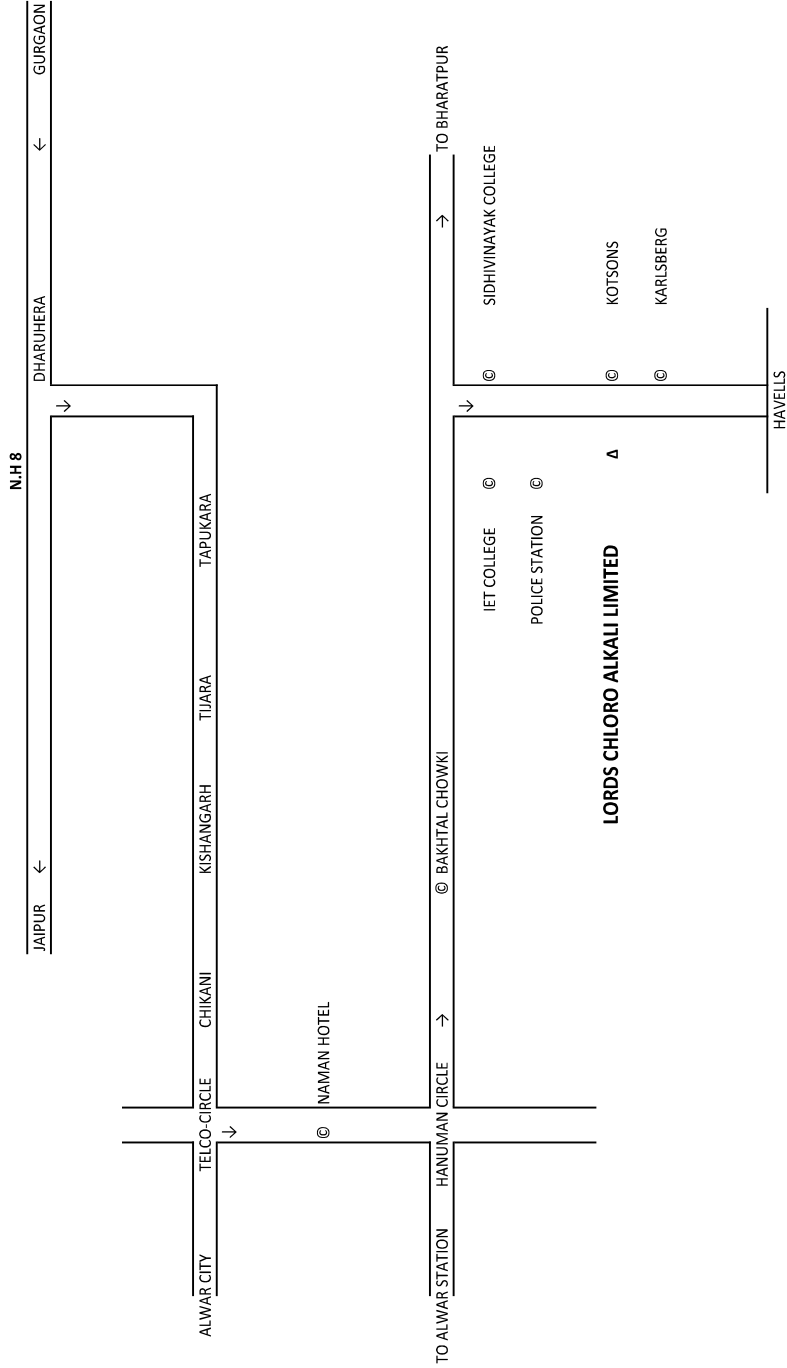 N.H 8
JAIPUR DHARUHERA GURGAON
ALWAR CITY TELCO-CIRCLE CHIKANI KISHANGARH TIJARA TAPUKARA
© NAMAN HOTEL
TO ALWAR STATION HANUMAN CIRCLE © BAKHTAL CHOWKI TO BHARATPUR
IET COLLEGE © © SIDHIVINAYAK COLLEGE
POLICE STATION ©
LORDS CHLORO ALKALI LIMITED Δ © KOTSONS
© KARLSBERG
HAVELLS